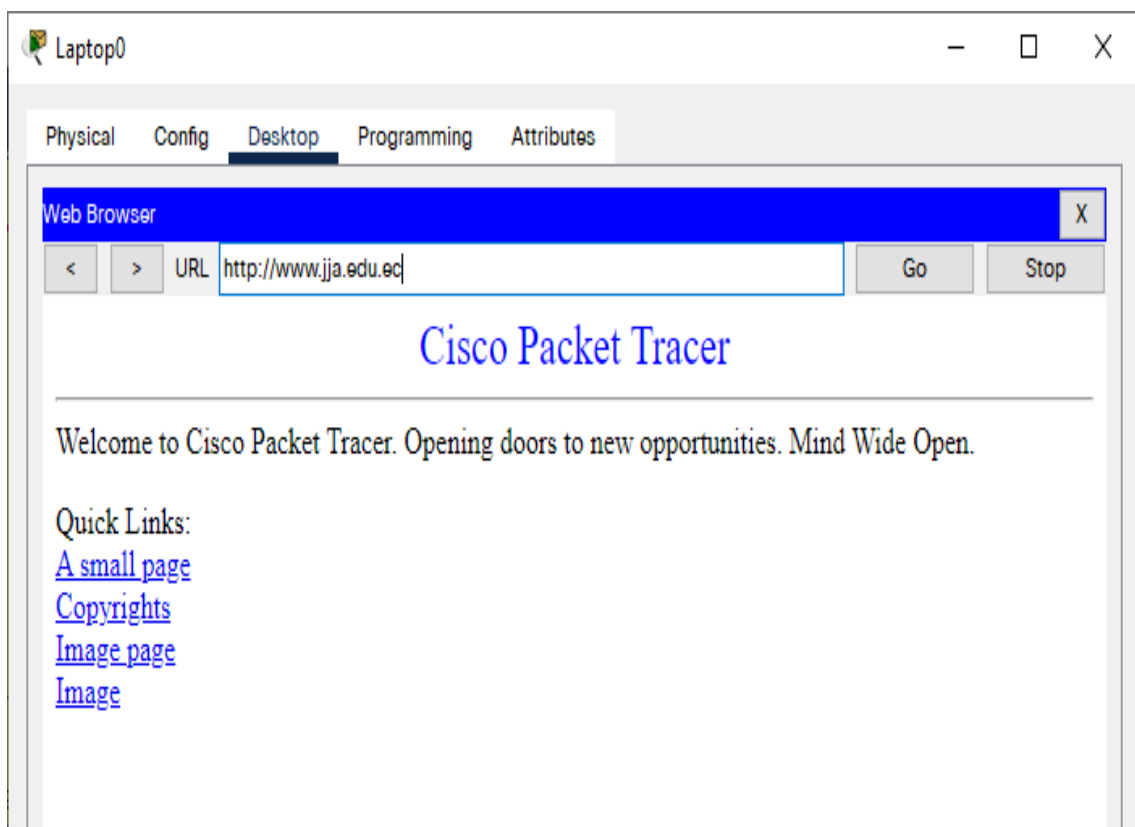 Laptop0
Physical Config Desktop Programming Attributes
Web Browser X
< > URL http://www.jja.edu.ec Go Stop
Cisco Packet Tracer
Welcome to Cisco Packet Tracer. Opening doors to new opportunities. Mind Wide Open.
Quick Links:
A small page
Copyrights
Image page
Image